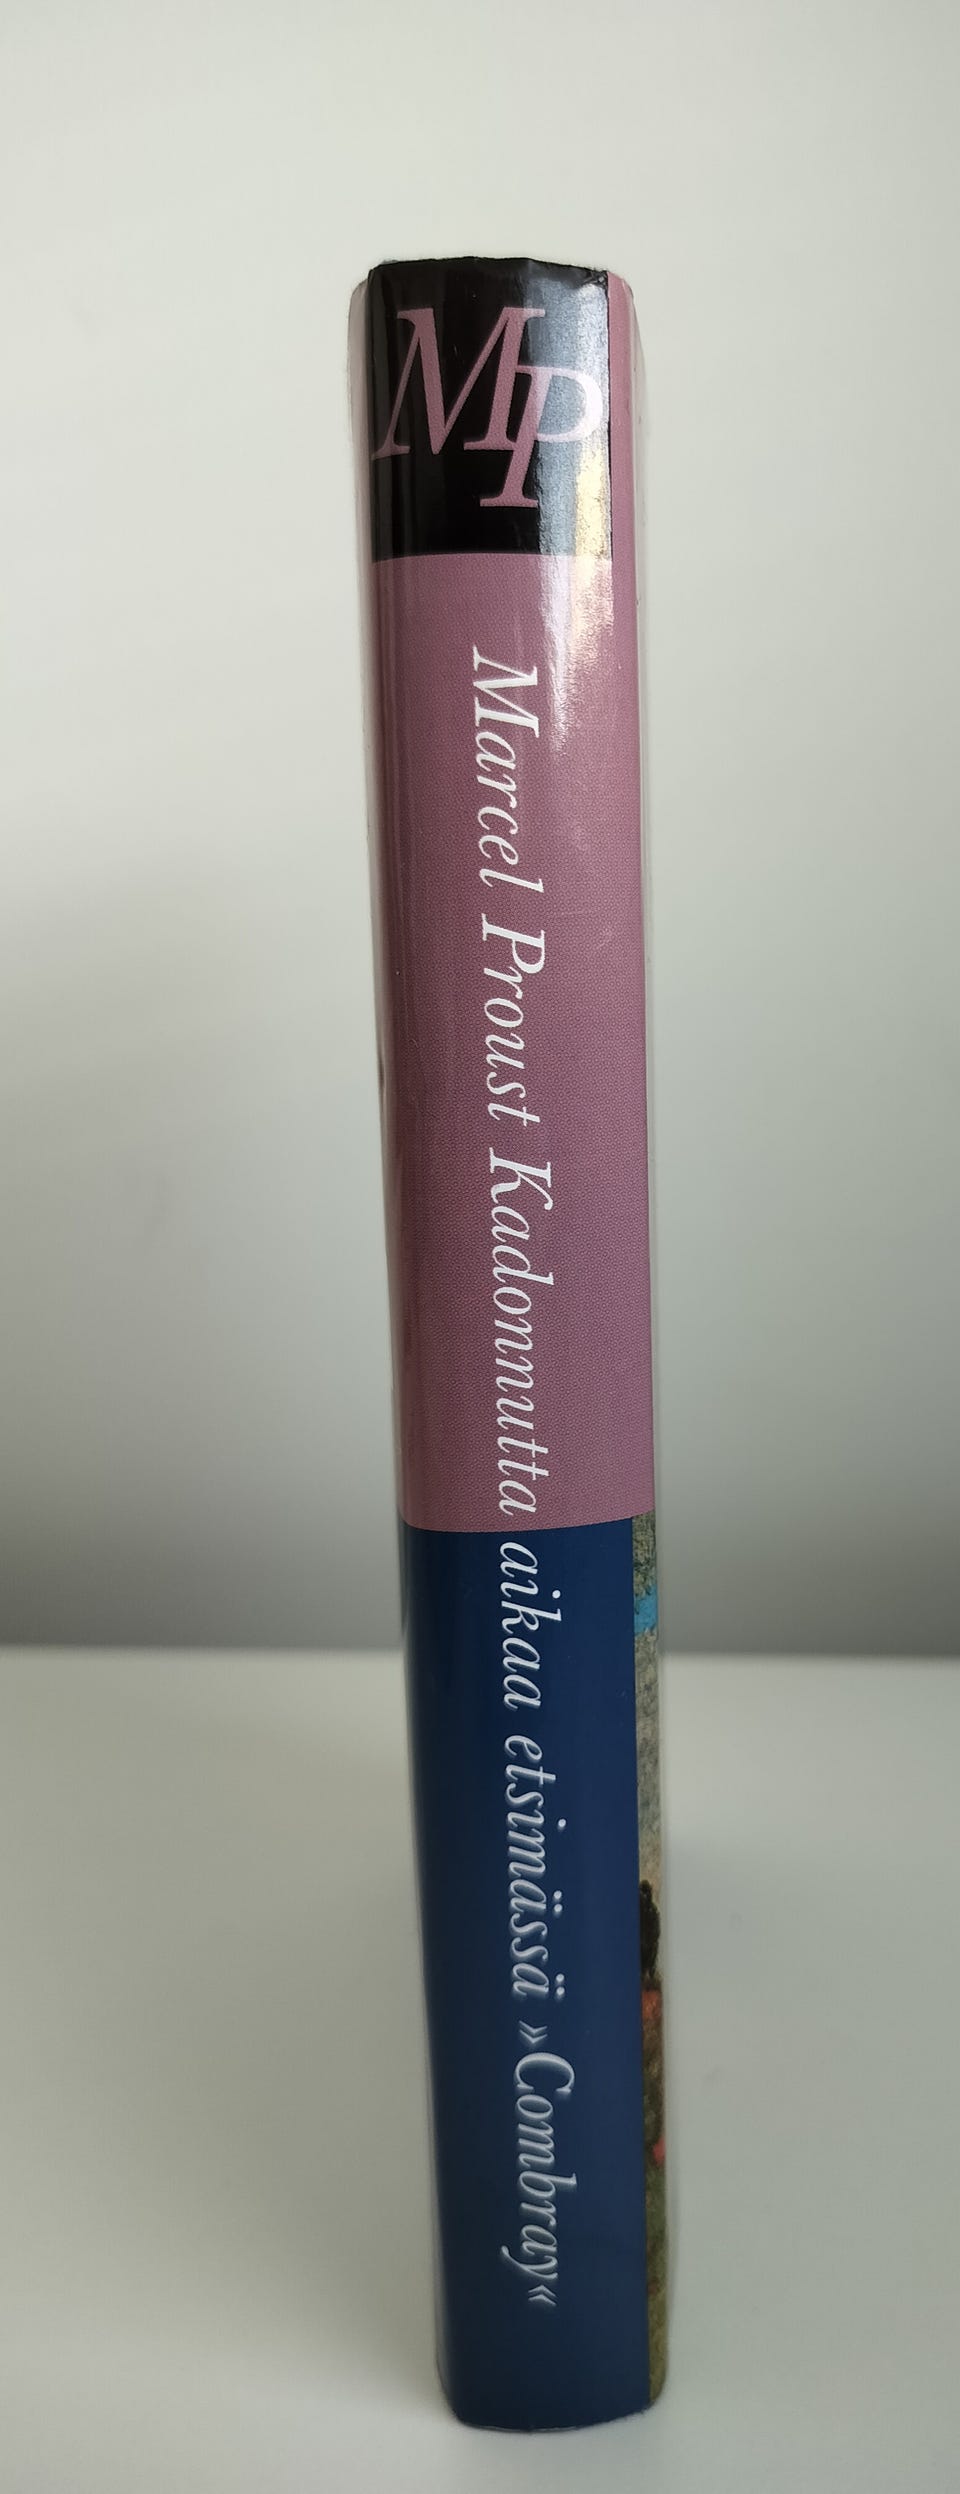 MP
Marcel Proust Kadonnutta aikaa etsimässä »Combray«